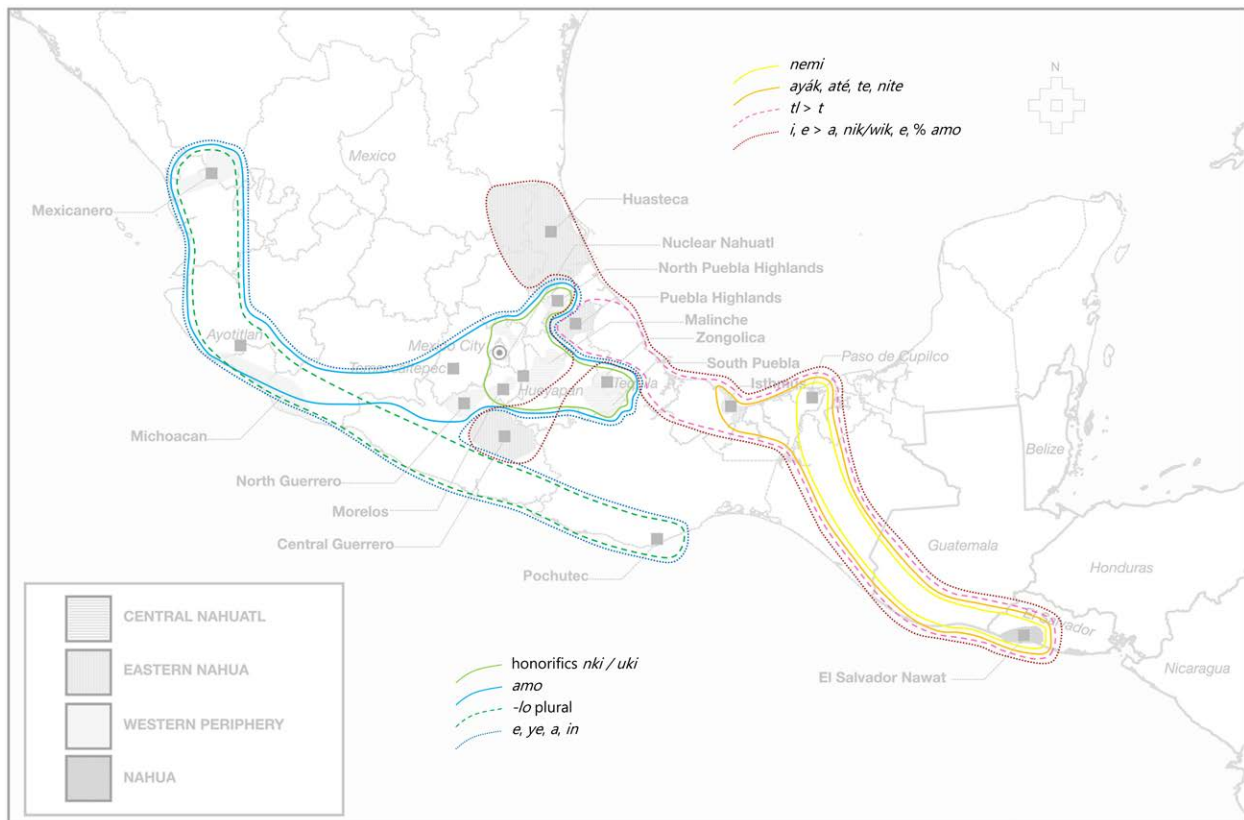 nemi
ayák, até, te, nite
tl > t
i, e > a, nik/wik, e, % amo
N
Mexico
Mexicanero
Huasteca
Nuclear Nahuatl
North Puebla Highlands
Puebla Highlands
Malinche
Zongolica
South Puebla
Ayotitlan
Mexico City
Hueyapan
Tequila
Paso de Cupilco
Isthmus
Michoacan
Belize
North Guerrero
Morelos
Central Guerrero
Pochutec
Guatemala
Honduras
El Salvador
Nicaragua
El Salvador Nawat
CENTRAL NAHUATL
EASTERN NAHUA
WESTERN PERIPHERY
NAHUA
honorifics nki / uki
amo
-lo plural
e, ye, a, in